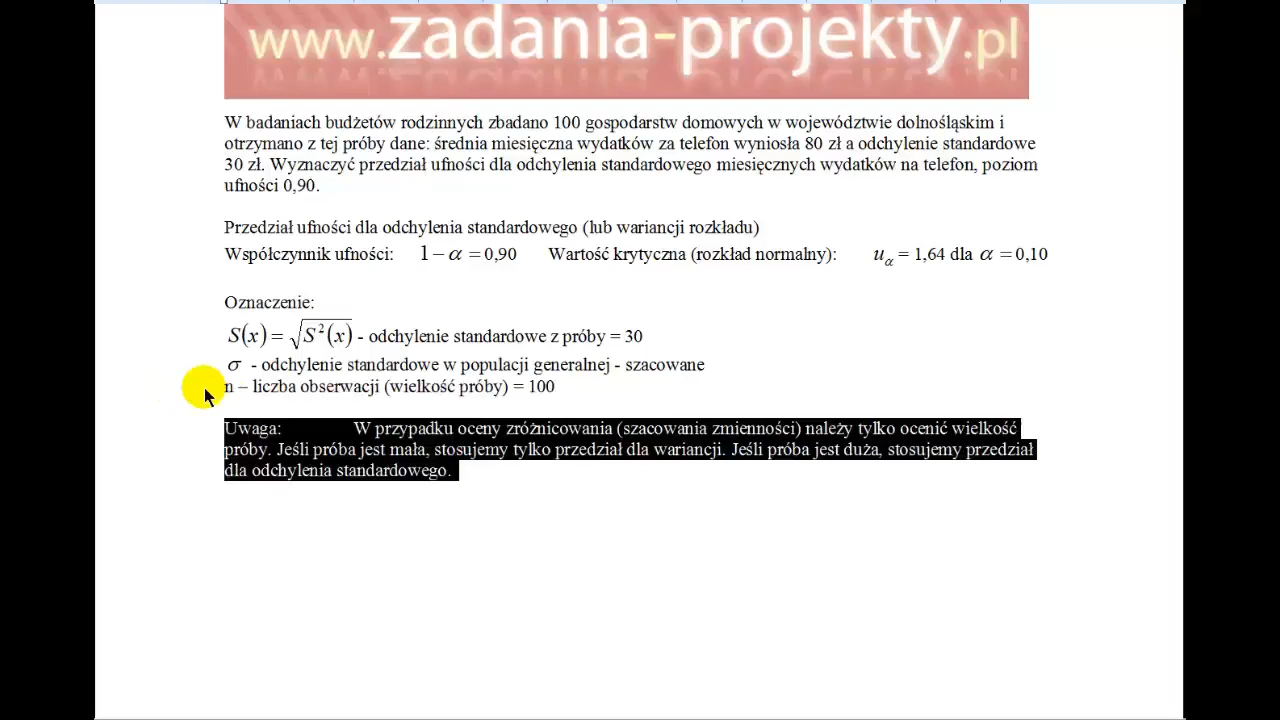 www.zadania-projekty.pl
W badaniach budżetów rodzinnych zbadano 100 gospodarstw domowych w województwie dolnośląskim i
otrzymano z tej próby dane: średnia miesięczna wydatków za telefon wyniosła 80 zł a odchylenie standardowe
30 zł. Wyznaczyć przedział ufności dla odchylenia standardowego miesięcznych wydatków na telefon, poziom
ufności 0,90.
Przedział ufności dla odchylenia standardowego (lub wariancji rozkładu)
Współczynnik ufności: 1 − α = 0,90 Wartość krytyczna (rozkład normalny): uα = 1,64 dla α = 0,10
Oznaczenie:
S(x) = √S²(x) - odchylenie standardowe z próby = 30
σ - odchylenie standardowe w populacji generalnej - szacowane
n – liczba obserwacji (wielkość próby) = 100
Uwaga: W przypadku oceny zróżnicowania (szacowania zmienności) należy tylko ocenić wielkość
próby. Jeśli próba jest mała, stosujemy tylko przedział dla wariancji. Jeśli próba jest duża, stosujemy przedział
dla odchylenia standardowego.